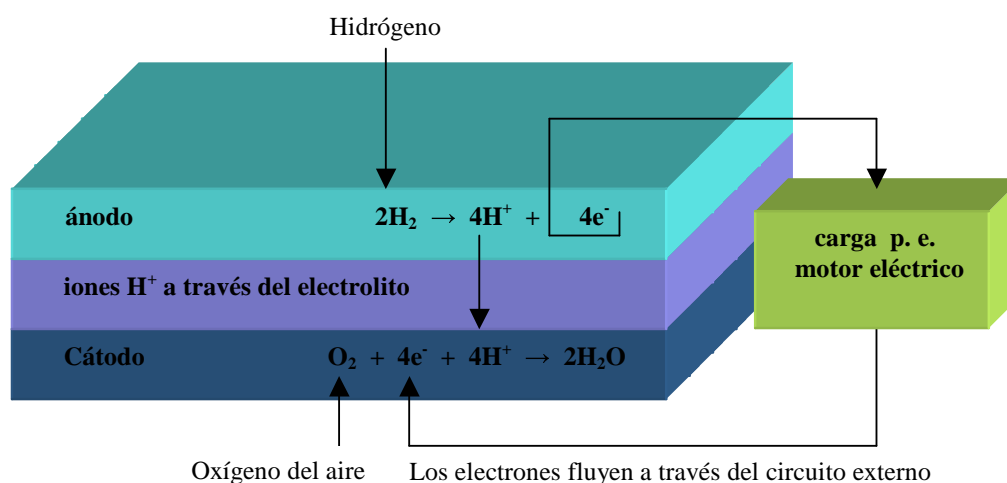 Hidrógeno
ánodo 2H₂ → 4H⁺ + 4e⁻
carga p. e.
motor eléctrico
iones H⁺ a través del electrolito
Cátodo O₂ + 4e⁻ + 4H⁺ → 2H₂O
Oxígeno del aire Los electrones fluyen a través del circuito externo